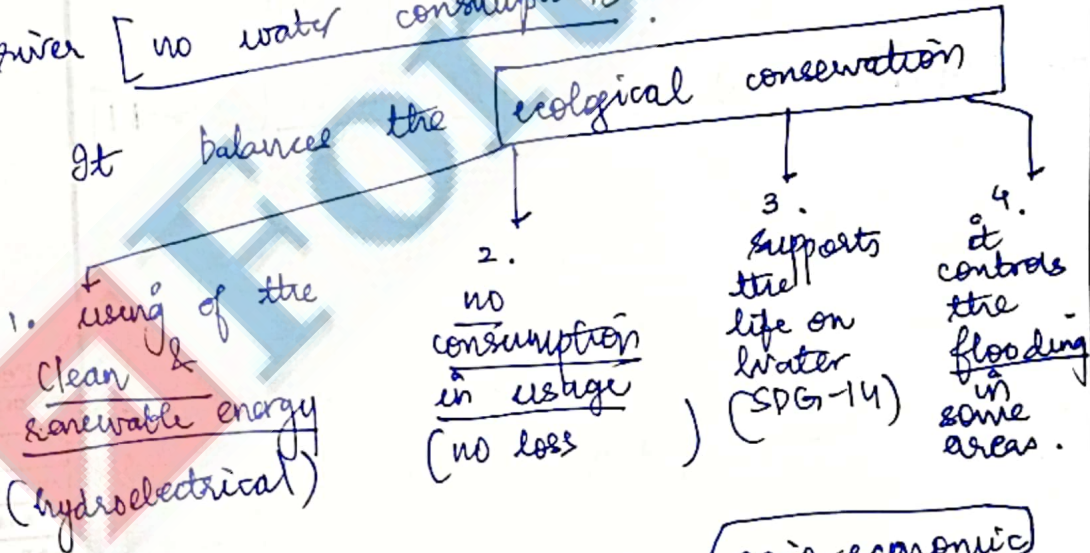 river [ no water
It balances the ecological conservation
1. using of the
clean &
renewable energy
(hydroelectrical)
2.
no
consumption
in usage
(no loss )
3.
supports
the
life on
water
(SDG-14)
4.
it
controls
the
flooding
in
some
areas.
FOR